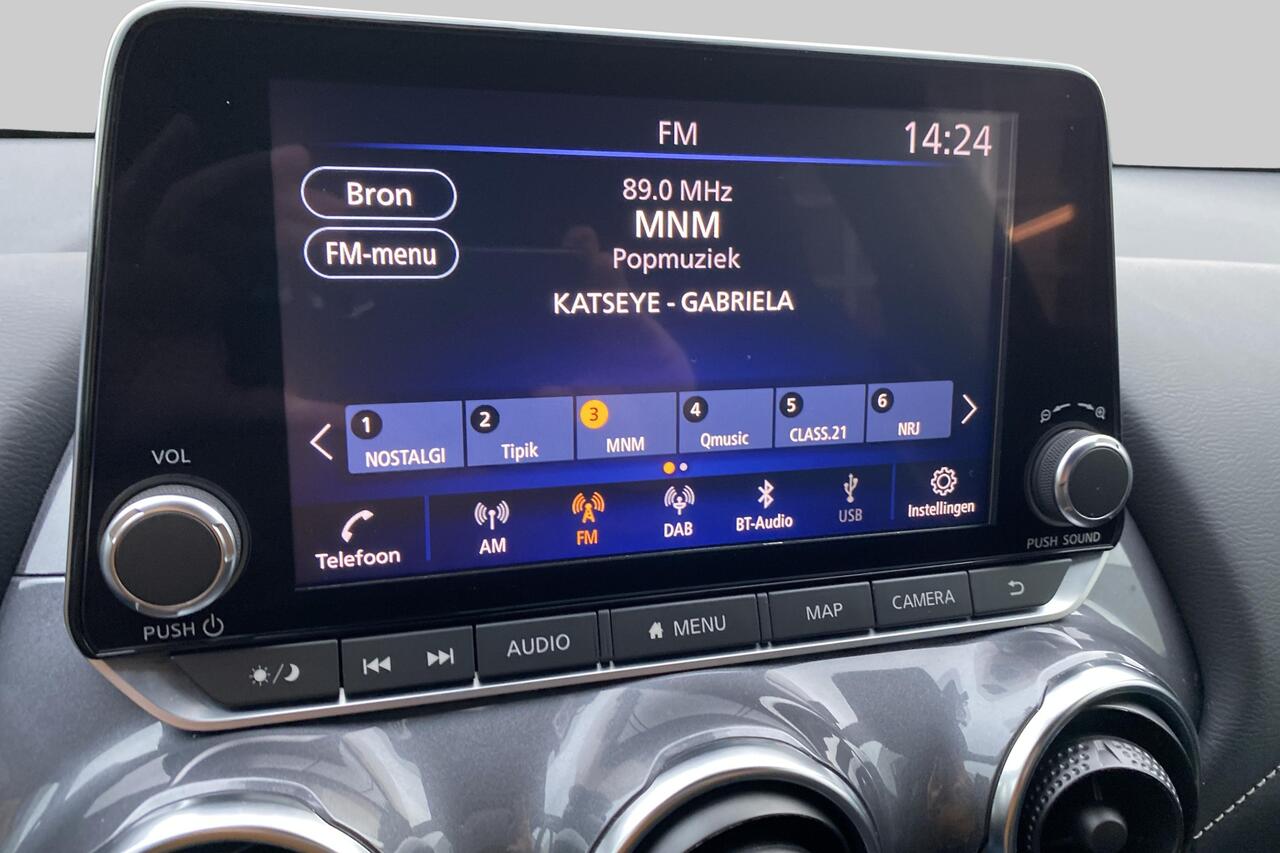 FM 14:24
Bron
FM-menu
89.0 MHz
MNM
Popmuziek
KATSEYE - GABRIELA
1 NOSTALGI
2 Tipik
3 MNM
4 Qmusic
5 CLASS.21
6 NRJ
Telefoon
AM
FM
DAB
BT-Audio
USB
Instellingen
VOL
PUSH
PUSH SOUND
AUDIO
MENU
MAP
CAMERA